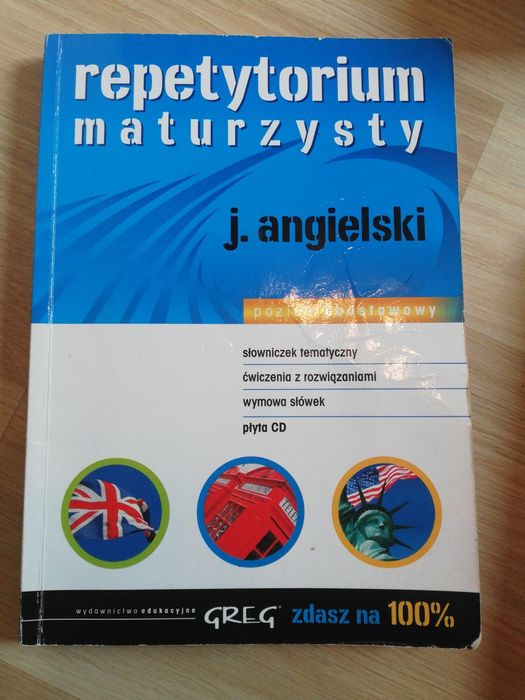 repetytorium
maturzysty
j. angielski
poziom podstawowy
słowniczek tematyczny
ćwiczenia z rozwiązaniami
wymowa słówek
płyta CD
wydawnictwo edukacyjne GREG® zdasz na 100%